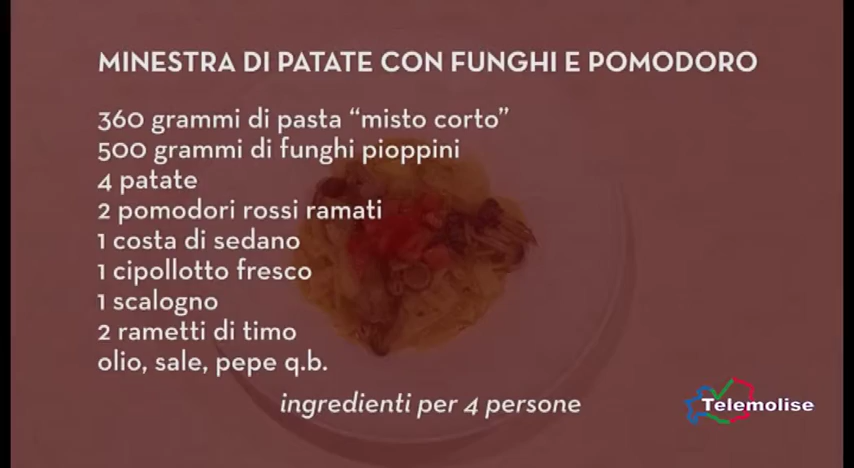 MINESTRA DI PATATE CON FUNGHI E POMODORO
360 grammi di pasta “misto corto”
500 grammi di funghi pioppini
4 patate
2 pomodori rossi ramati
1 costa di sedano
1 cipollotto fresco
1 scalogno
2 rametti di timo
olio, sale, pepe q.b.
ingredienti per 4 persone
Telemolise